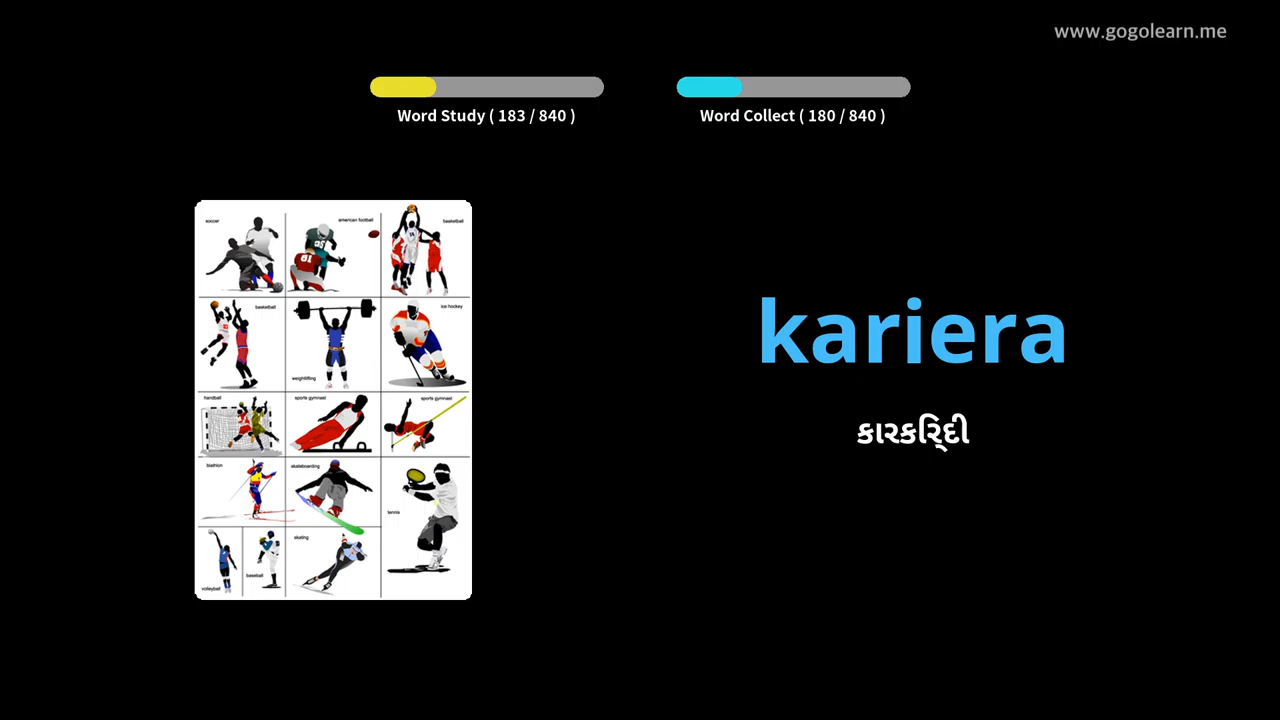 www.gogolearn.me
Word Study ( 183 / 840 )
Word Collect ( 180 / 840 )
soccer
american football
basketball
basketball
weightlifting
ice hockey
handball
sports gymnast
sports gymnast
biathlon
skateboarding
tennis
volleyball
baseball
skating
kariera
કારકિર્દી